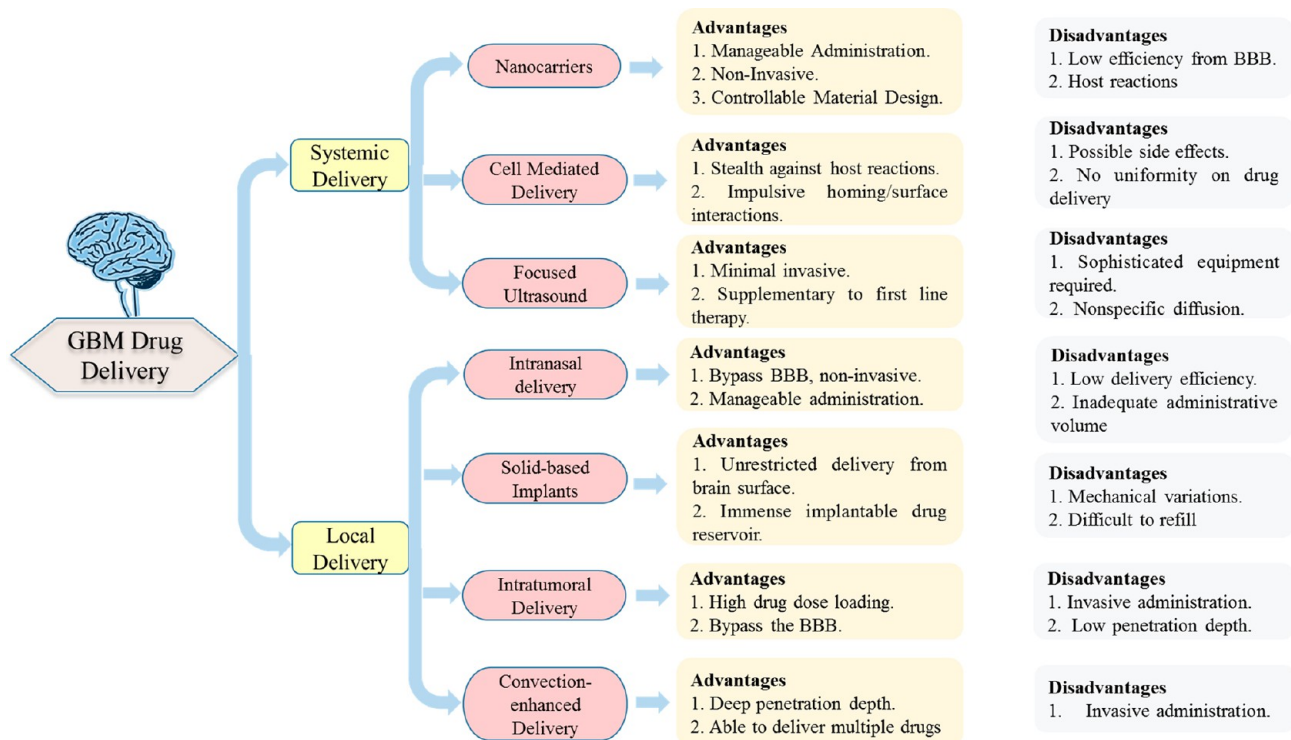 GBM Drug
Delivery
Systemic
Delivery
Nanocarriers
Advantages
1. Manageable Administration.
2. Non-Invasive.
3. Controllable Material Design.
Disadvantages
1. Low efficiency from BBB.
2. Host reactions
Cell Mediated
Delivery
Advantages
1. Stealth against host reactions.
2. Impulsive homing/surface
interactions.
Disadvantages
1. Possible side effects.
2. No uniformity on drug
delivery
Focused
Ultrasound
Advantages
1. Minimal invasive.
2. Supplementary to first line
therapy.
Disadvantages
1. Sophisticated equipment
required.
2. Nonspecific diffusion.
Local
Delivery
Intranasal
delivery
Advantages
1. Bypass BBB, non-invasive.
2. Manageable administration.
Disadvantages
1. Low delivery efficiency.
2. Inadequate administrative
volume
Solid-based
Implants
Advantages
1. Unrestricted delivery from
brain surface.
2. Immense implantable drug
reservoir.
Disadvantages
1. Mechanical variations.
2. Difficult to refill
Intratumoral
Delivery
Advantages
1. High drug dose loading.
2. Bypass the BBB.
Disadvantages
1. Invasive administration.
2. Low penetration depth.
Convection-
enhanced
Delivery
Advantages
1. Deep penetration depth.
2. Able to deliver multiple drugs
Disadvantages
1. Invasive administration.